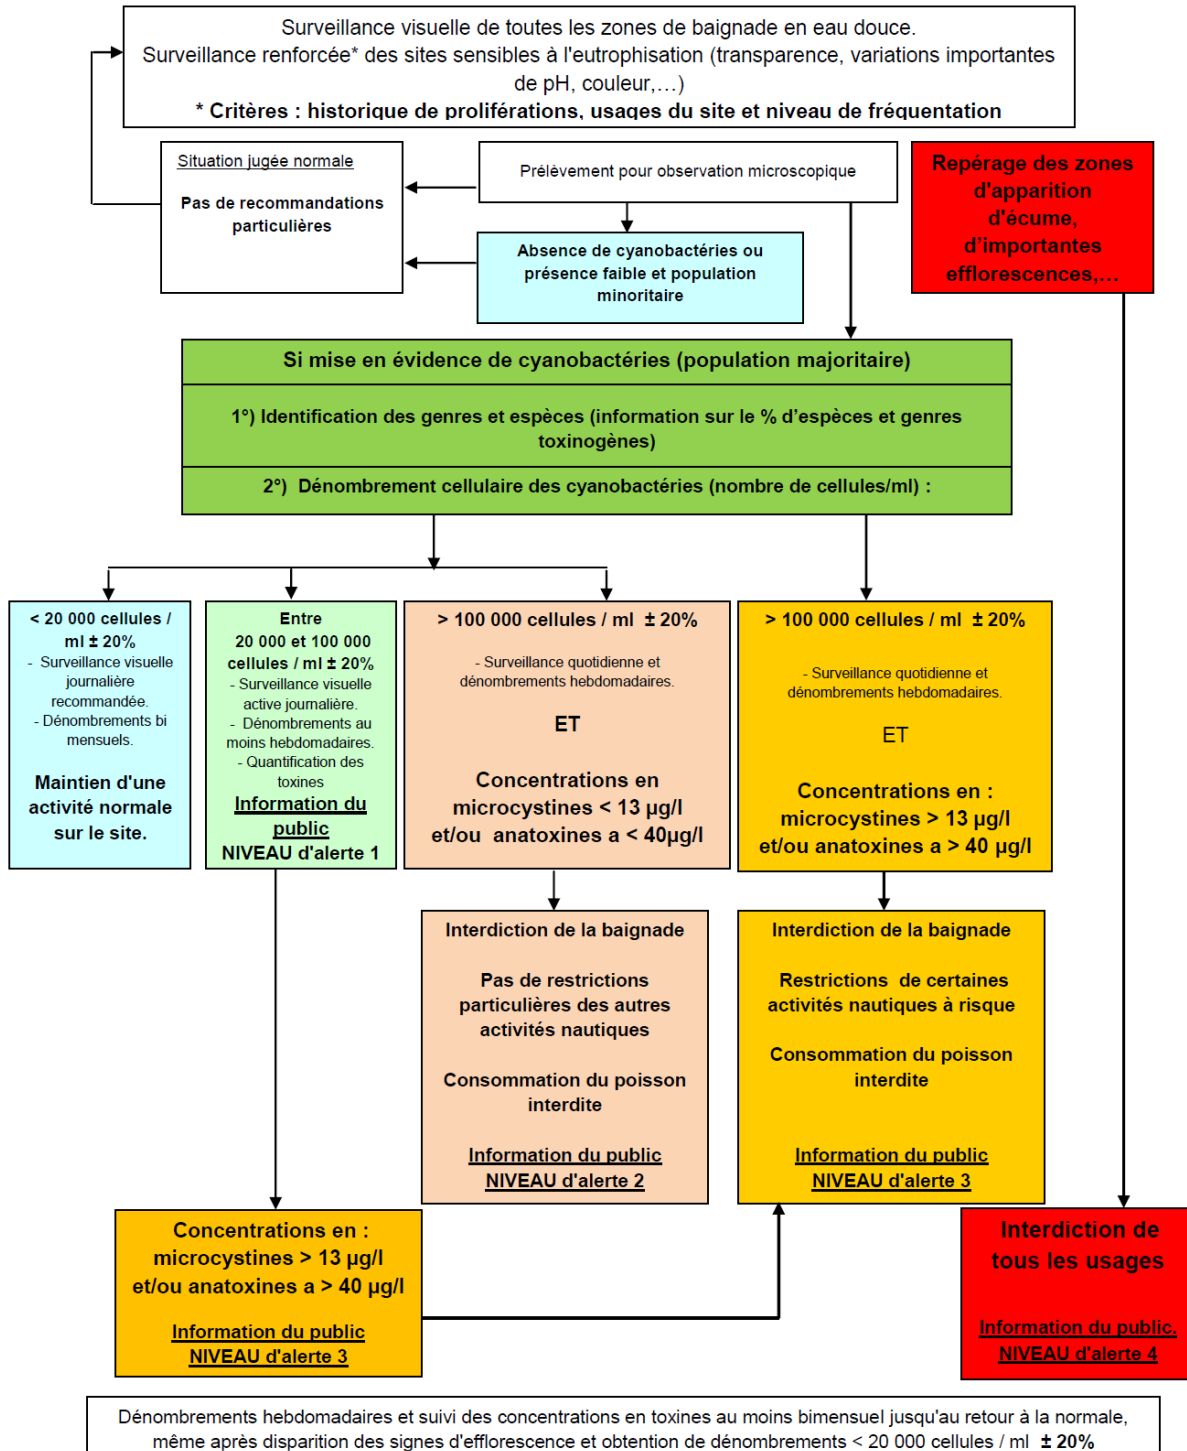 Surveillance visuelle de toutes les zones de baignade en eau douce.
Surveillance renforcée* des sites sensibles à l'eutrophisation (transparence, variations importantes
de pH, couleur,…)
* Critères : historique de proliférations, usages du site et niveau de fréquentation
Situation jugée normale
Pas de recommandations
particulières
Prélèvement pour observation microscopique
Absence de cyanobactéries ou
présence faible et population
minoritaire
Repérage des zones
d'apparition
d'écume,
d'importantes
efflorescences,…
Si mise en évidence de cyanobactéries (population majoritaire)
1°) Identification des genres et espèces (information sur le % d'espèces et genres
toxinogènes)
2°) Dénombrement cellulaire des cyanobactéries (nombre de cellules/ml) :
< 20 000 cellules /
ml ± 20%
- Surveillance visuelle
journalière
recommandée.
- Dénombrements bi
mensuels.
Maintien d'une
activité normale
sur le site.
Entre
20 000 et 100 000
cellules / ml ± 20%
- Surveillance visuelle
active journalière.
- Dénombrements au
moins hebdomadaires.
- Quantification des
toxines
Information du
public
NIVEAU d'alerte 1
> 100 000 cellules / ml ± 20%
- Surveillance quotidienne et
dénombrements hebdomadaires.
ET
Concentrations en
microcystines < 13 µg/l
et/ou anatoxines a < 40µg/l
> 100 000 cellules / ml ± 20%
- Surveillance quotidienne et
dénombrements hebdomadaires.
ET
Concentrations en :
microcystines > 13 µg/l
et/ou anatoxines a > 40 µg/l
Interdiction de la baignade
Pas de restrictions
particulières des autres
activités nautiques
Consommation du poisson
interdite
Information du public
NIVEAU d'alerte 2
Interdiction de la baignade
Restrictions de certaines
activités nautiques à risque
Consommation du poisson
interdite
Information du public
NIVEAU d'alerte 3
Concentrations en :
microcystines > 13 µg/l
et/ou anatoxines a > 40 µg/l
Information du public
NIVEAU d'alerte 3
Interdiction de
tous les usages
Information du public.
NIVEAU d'alerte 4
Dénombrements hebdomadaires et suivi des concentrations en toxines au moins bimensuel jusqu'au retour à la normale,
même après disparition des signes d'efflorescence et obtention de dénombrements < 20 000 cellules / ml ± 20%